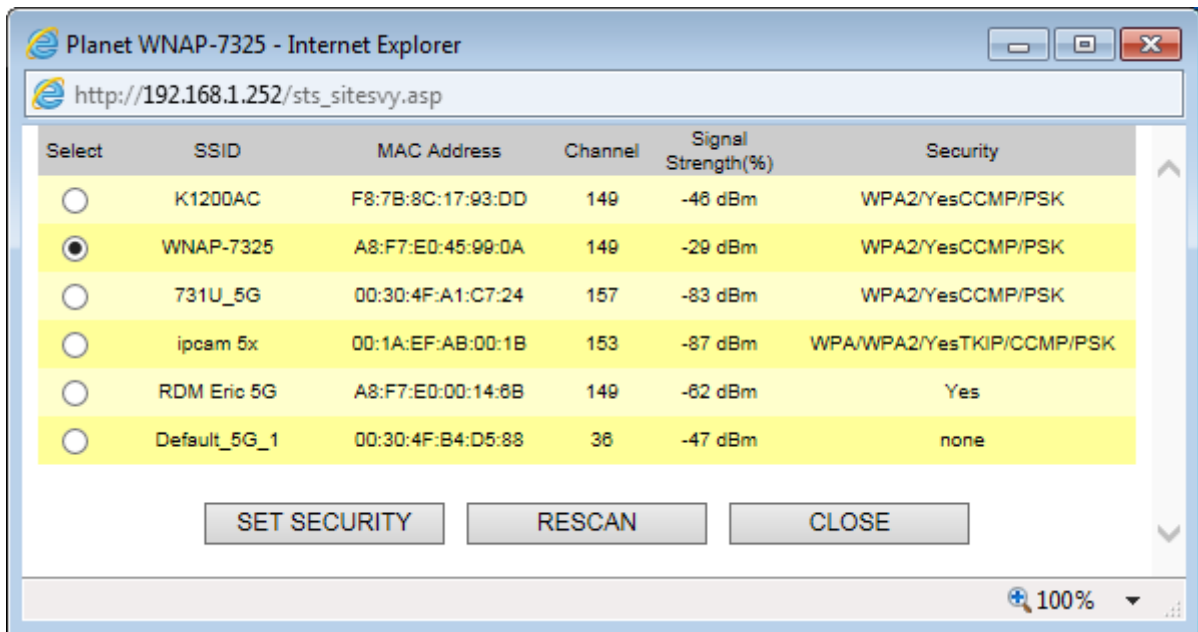 Planet WNAP-7325 - Internet Explorer
http://192.168.1.252/sts_sitesvy.asp
Select SSID MAC Address Channel Signal Strength(%) Security
K1200AC F8:7B:8C:17:93:DD 149 -46 dBm WPA2/YesCCMP/PSK
WNAP-7325 A8:F7:E0:45:99:0A 149 -29 dBm WPA2/YesCCMP/PSK
731U_5G 00:30:4F:A1:C7:24 157 -83 dBm WPA2/YesCCMP/PSK
ipcam 5x 00:1A:EF:AB:00:1B 153 -87 dBm WPA/WPA2/YesTKIP/CCMP/PSK
RDM Eric 5G A8:F7:E0:00:14:6B 149 -62 dBm Yes
Default_5G_1 00:30:4F:B4:D5:88 36 -47 dBm none
SET SECURITY RESCAN CLOSE
100%